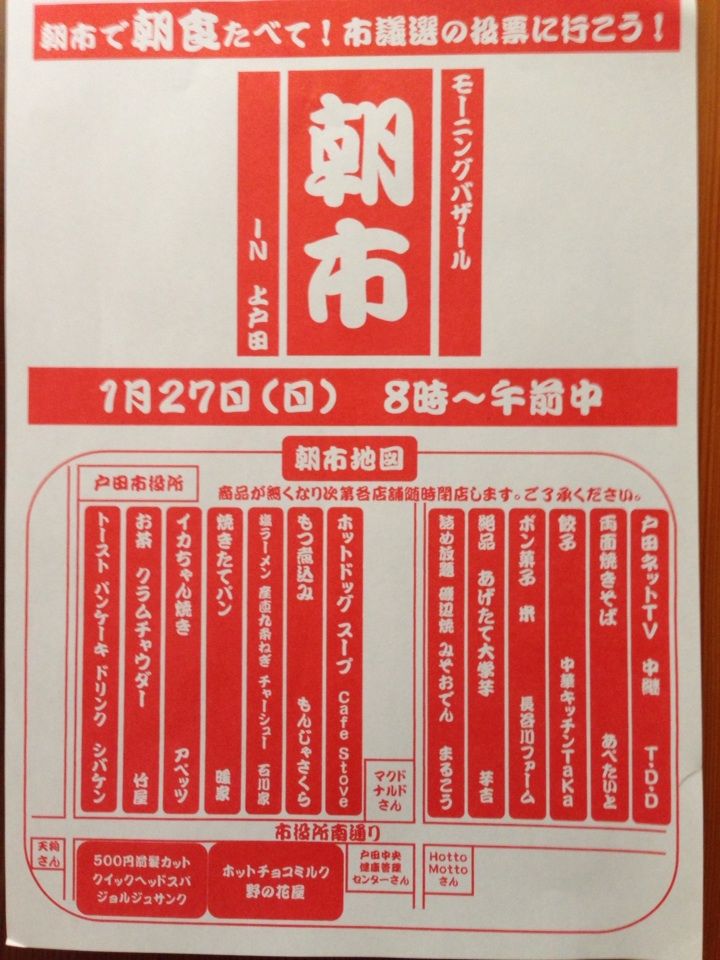 朝市で朝食たべて！市議選の投票に行こう！
モーニングバザール
朝市
IN 上戸田
1月27日（日） 8時～午前中
朝市地図
戸田市役所
商品が無くなり次第各店舗随時閉店します。ご了承ください。
戸田ネットTV 中継 T・D・D
両面焼きそば あべたいと
餃子 中華キッチンTaKa
ポン菓子 米 長谷川ファーム
絶品 あげたて大学芋 芋吉
詰め放題 磯辺焼 みそおでん まるこう
ホットドッグ スープ Cafe Stove
もつ煮込み もんじゃさくら
塩ラーメン 産直九条ねぎ チャーシュー 石川家
焼きたてパン 暖家
イカちゃん焼き アペッツ
お茶 クラムチャウダー 竹屋
トースト パンケーキ ドリンク シバケン
マクド
ナルド
さん
市役所南通り
天狗
さん
500円前髪カット
クイックヘッドスパ
ジョルジュサンク
ホットチョコミルク
野の花屋
戸田中央
健康管理
センターさん
Hotto
Motto
さん